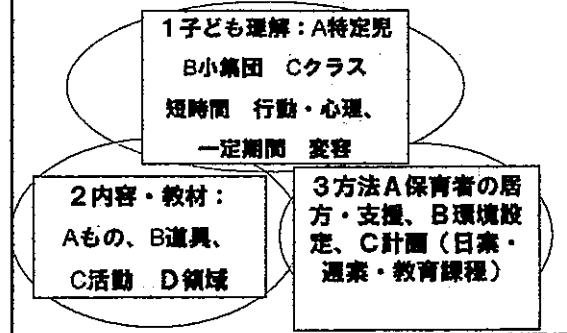 1子ども理解：A特定児
B小集団　Cクラス
短時間　行動・心理、
一定期間　変容
2内容・教材：
Aもの、B道具、
C活動　D領域
3方法A保育者の居
方・支援、B環境設
定、C計画（日案・
週案・教育課程）